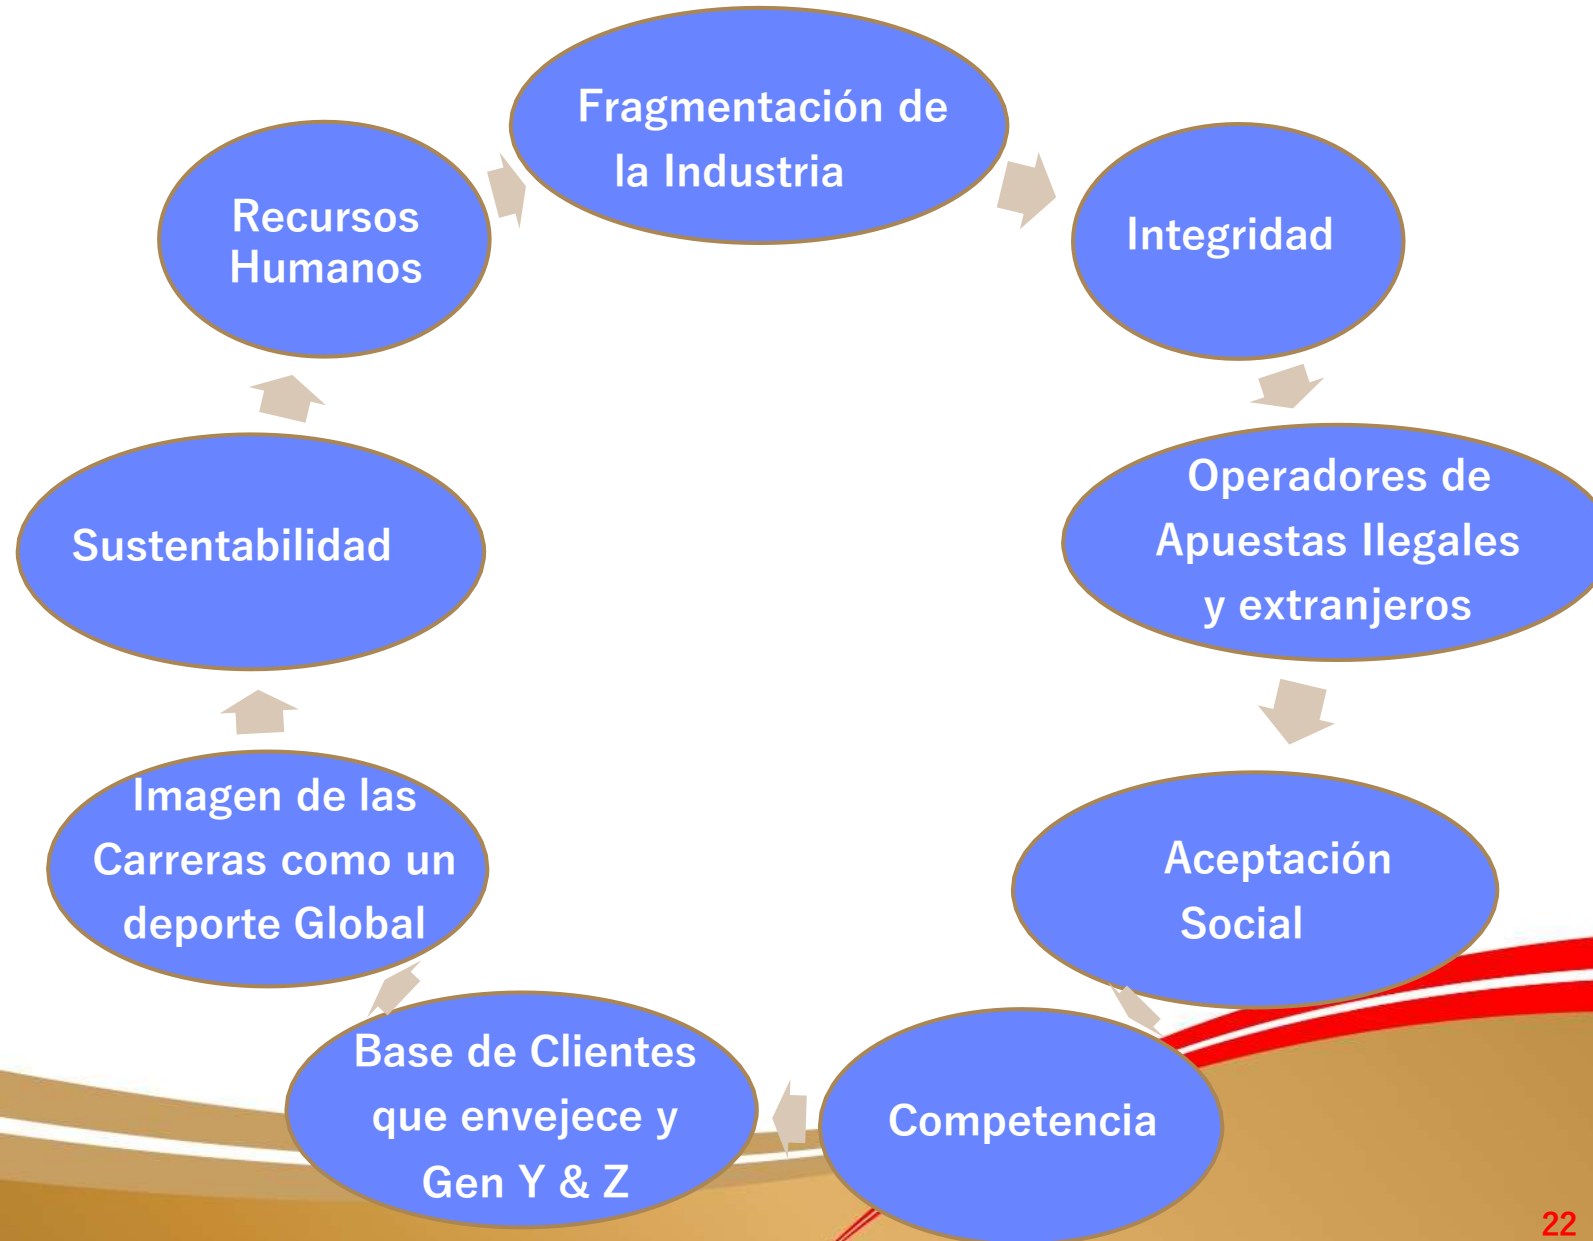 Fragmentación de
la Industria
Integridad
Operadores de
Apuestas Ilegales
y extranjeros
Aceptación
Social
Competencia
Base de Clientes
que envejece y
Gen Y & Z
Imagen de las
Carreras como un
deporte Global
Sustentabilidad
Recursos
Humanos
22